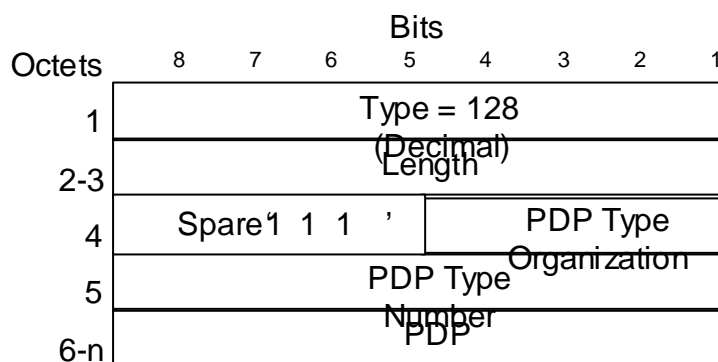 Bits
Octets 8 7 6 5 4 3 2 1
1 Type = 128 (Decimal)
2-3 Length
4 Spare ‘1 1 1 ’ PDP Type Organization
5 PDP Type Number
6-n PDP